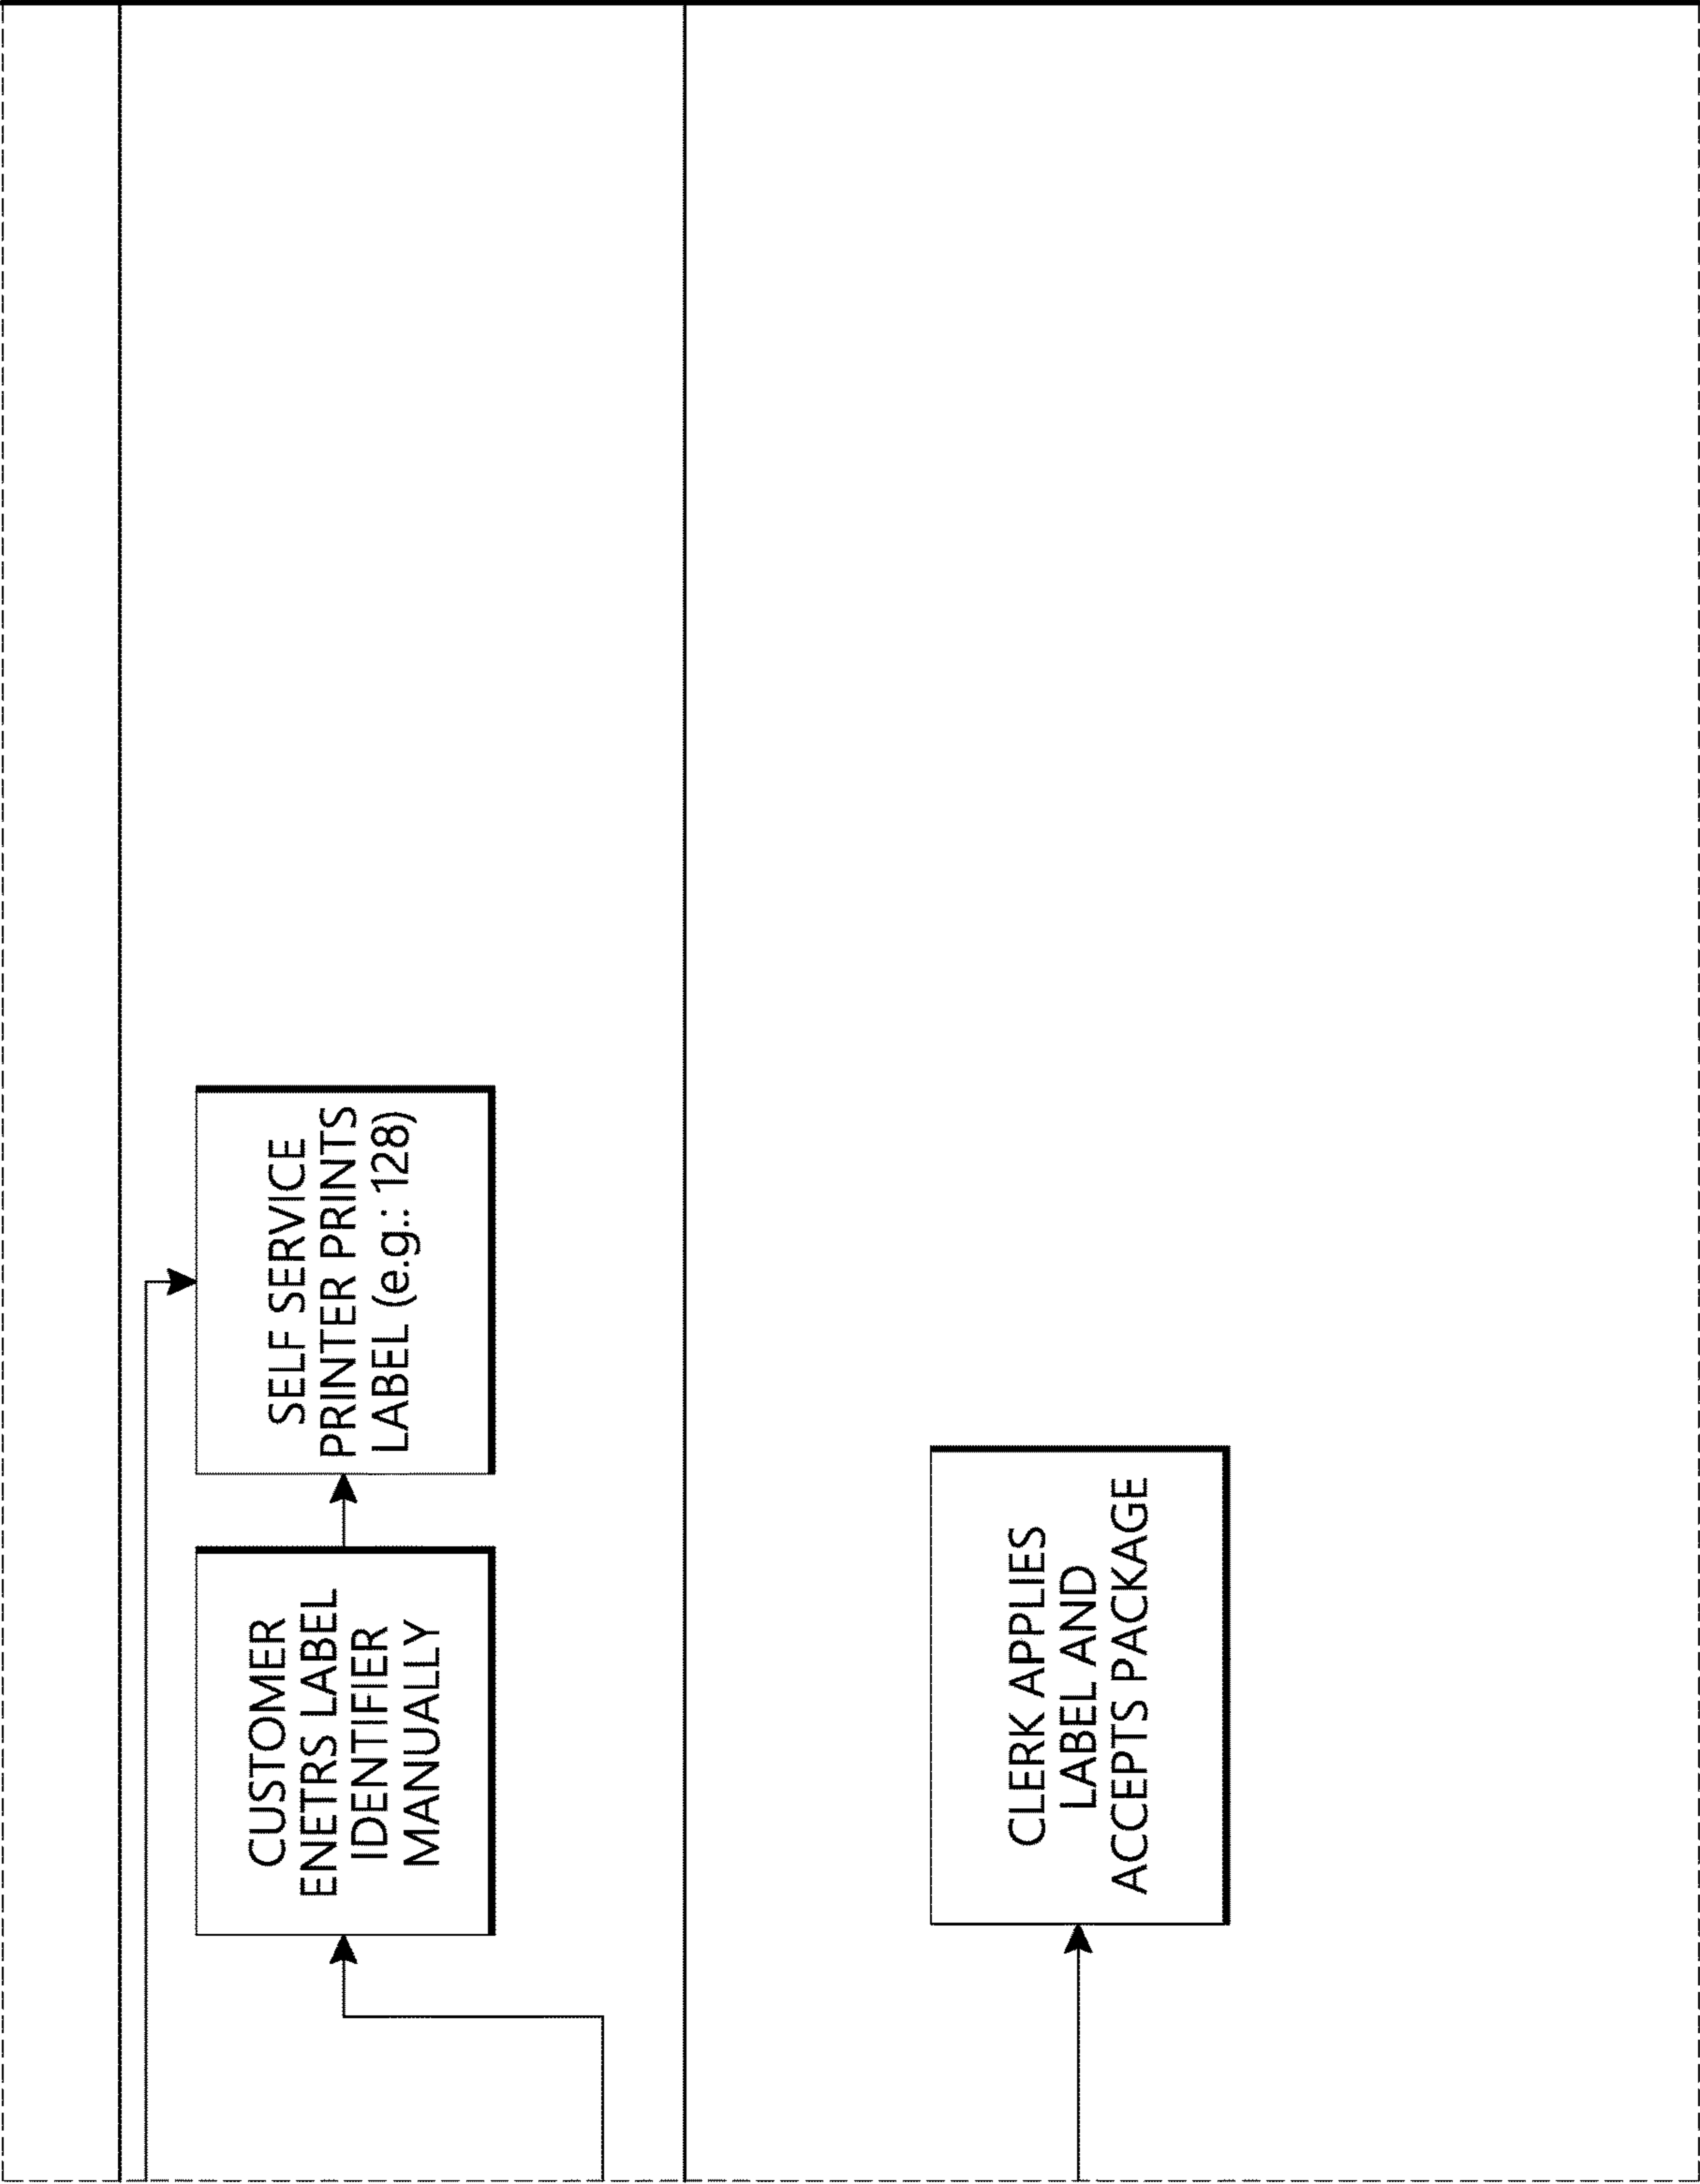 CUSTOMER
ENETRS LABEL
IDENTIFIER
MANUALLY
SELF SERVICE
PRINTER PRINTS
LABEL (e.g.: 128)
CLERK APPLIES
LABEL AND
ACCEPTS PACKAGE